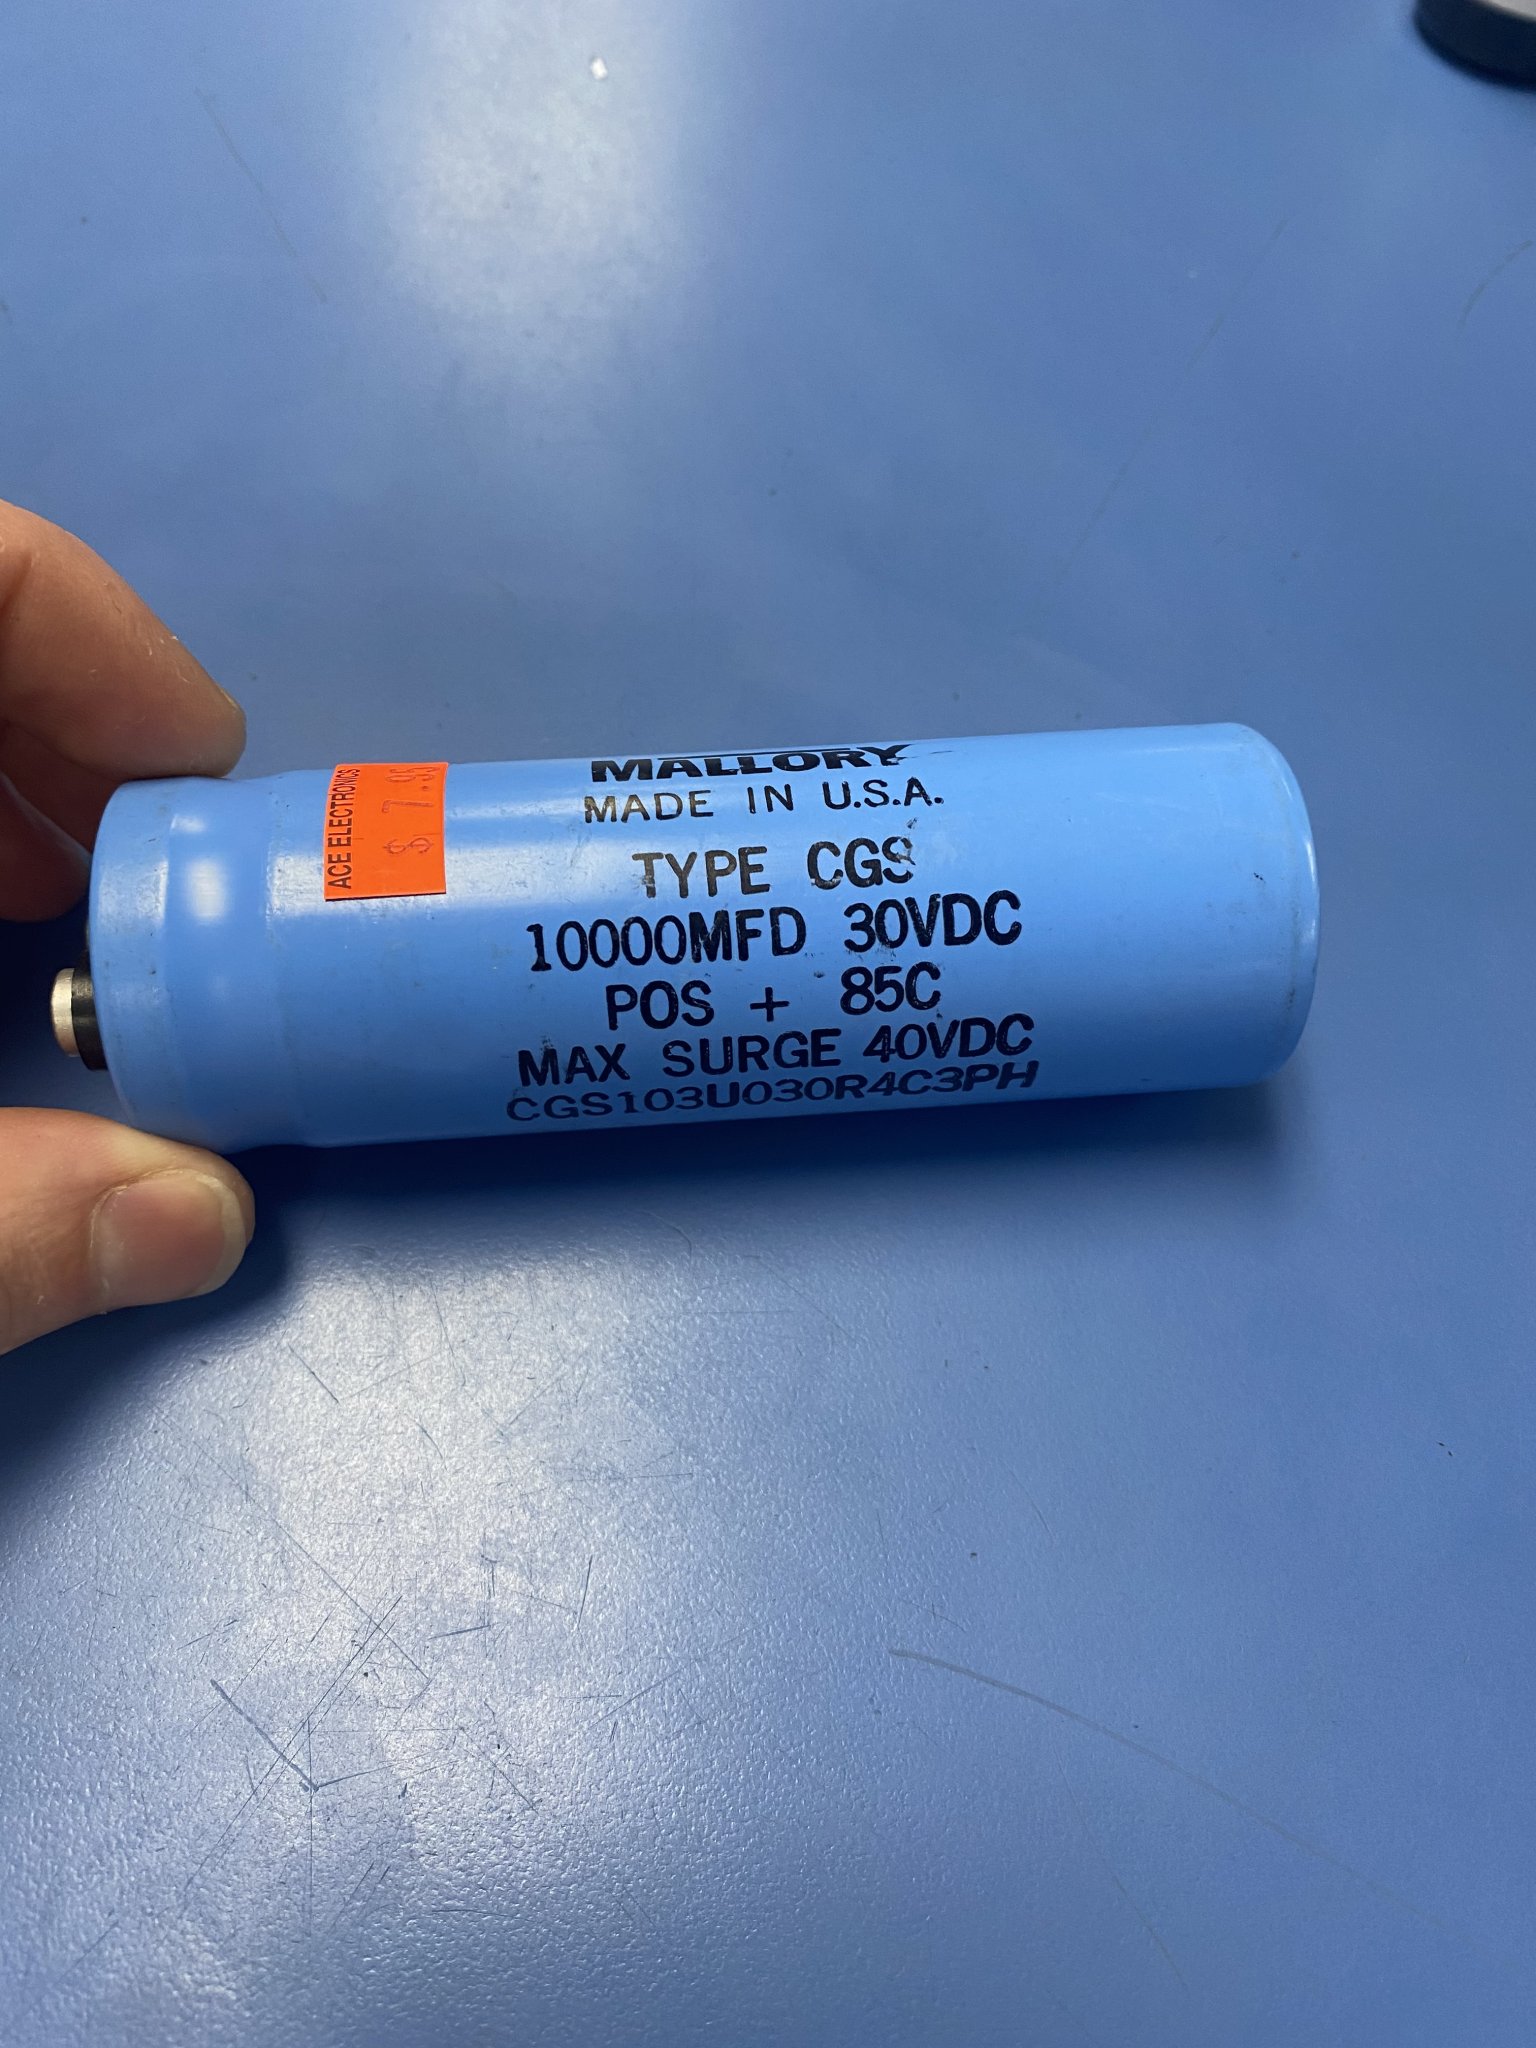 ACE ELECTRONICS
$ 7.95
MALLORY
MADE IN U.S.A.
TYPE CGS
10000MFD 30VDC
POS + 85C
MAX SURGE 40VDC
CGS103U030R4C3PH